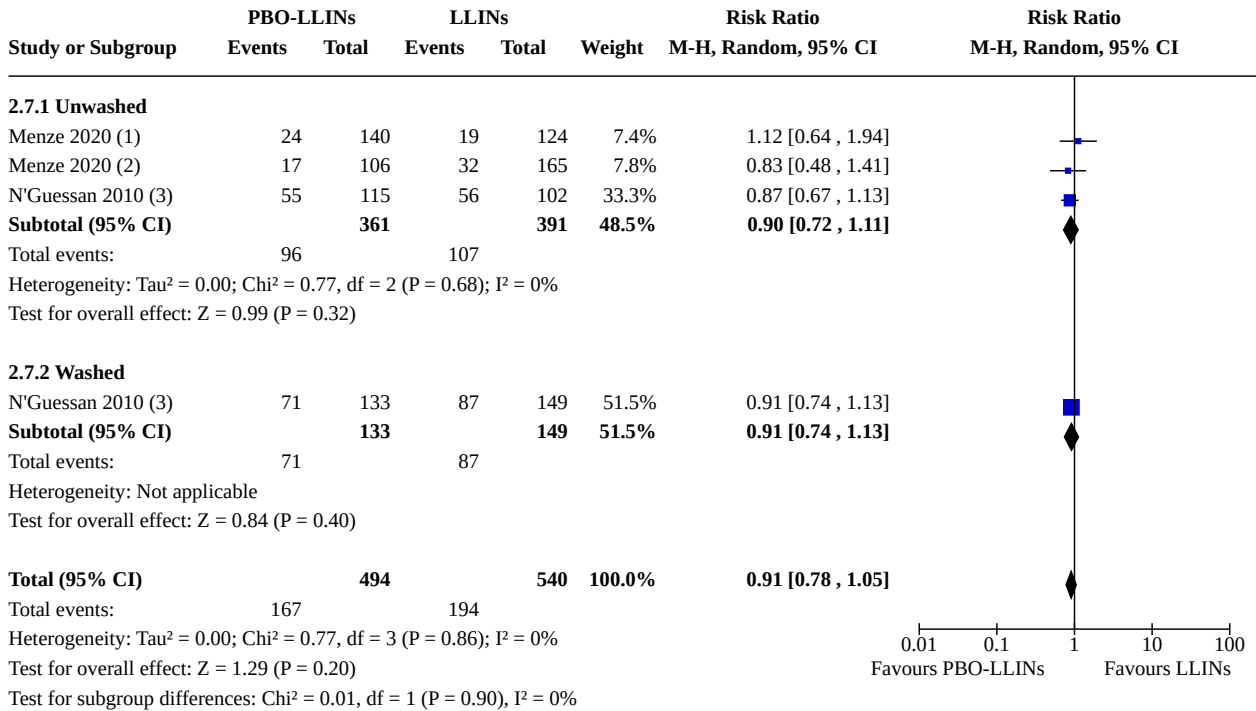 PBO-LLINs LLINs Risk Ratio Risk Ratio
Study or Subgroup Events Total Events Total Weight M-H, Random, 95% CI M-H, Random, 95% CI
2.7.1 Unwashed
Menze 2020 (1) 24 140 19 124 7.4% 1.12 [0.64 , 1.94]
Menze 2020 (2) 17 106 32 165 7.8% 0.83 [0.48 , 1.41]
N'Guessan 2010 (3) 55 115 56 102 33.3% 0.87 [0.67 , 1.13]
Subtotal (95% CI) 361 391 48.5% 0.90 [0.72 , 1.11]
Total events: 96 107
Heterogeneity: Tau² = 0.00; Chi² = 0.77, df = 2 (P = 0.68); I² = 0%
Test for overall effect: Z = 0.99 (P = 0.32)
2.7.2 Washed
N'Guessan 2010 (3) 71 133 87 149 51.5% 0.91 [0.74 , 1.13]
Subtotal (95% CI) 133 149 51.5% 0.91 [0.74 , 1.13]
Total events: 71 87
Heterogeneity: Not applicable
Test for overall effect: Z = 0.84 (P = 0.40)
Total (95% CI) 494 540 100.0% 0.91 [0.78 , 1.05]
Total events: 167 194
Heterogeneity: Tau² = 0.00; Chi² = 0.77, df = 3 (P = 0.86); I² = 0%
0.01 0.1 1 10 100
Test for overall effect: Z = 1.29 (P = 0.20)
Favours PBO-LLINs Favours LLINs
Test for subgroup differences: Chi² = 0.01, df = 1 (P = 0.90), I² = 0%